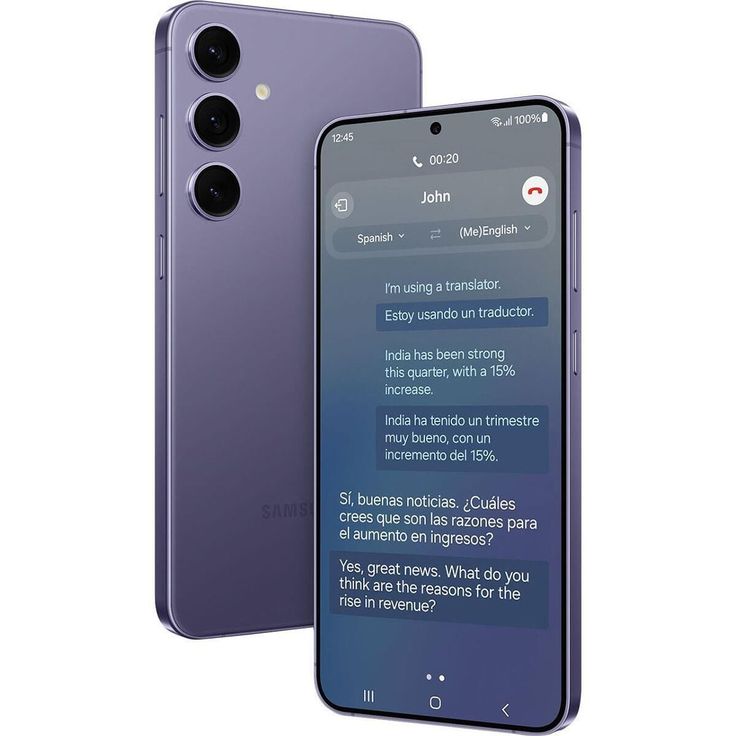 12:45
100%
00:20
John
Spanish
(Me)English
I'm using a translator.
Estoy usando un traductor.
India has been strong
this quarter, with a 15%
increase.
India ha tenido un trimestre
muy bueno, con un
incremento del 15%.
Sí, buenas noticias. ¿Cuáles
crees que son las razones para
el aumento en ingresos?
Yes, great news. What do you
think are the reasons for the
rise in revenue?
SAMS